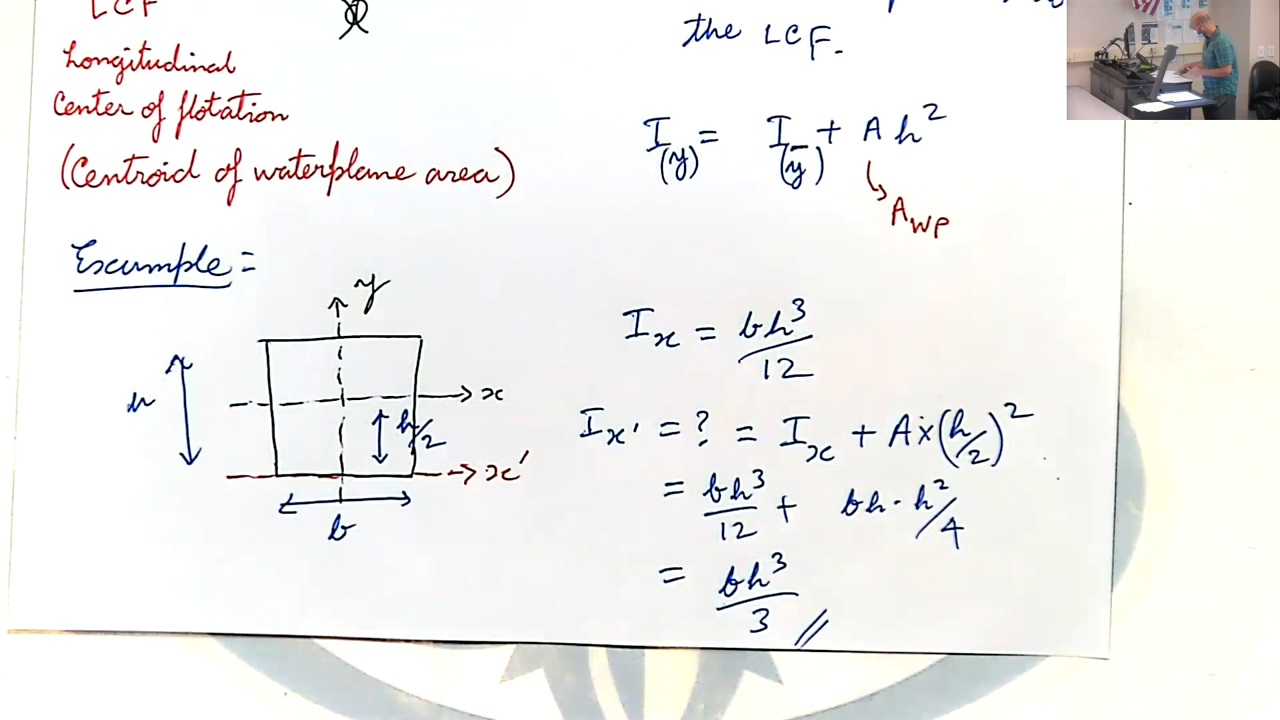 LCF
Longitudinal
Center of flotation
(Centroid of waterplane area)
the LCF.
I(y) = I(ȳ) + A h²
A_WP
Example:
y
x
h
h/2
x'
b
Iₓ = bh³/12
Iₓ' = ? = Iₓ + A×(h/2)²
= bh³/12 + bh · h²/4
= bh³/3 //